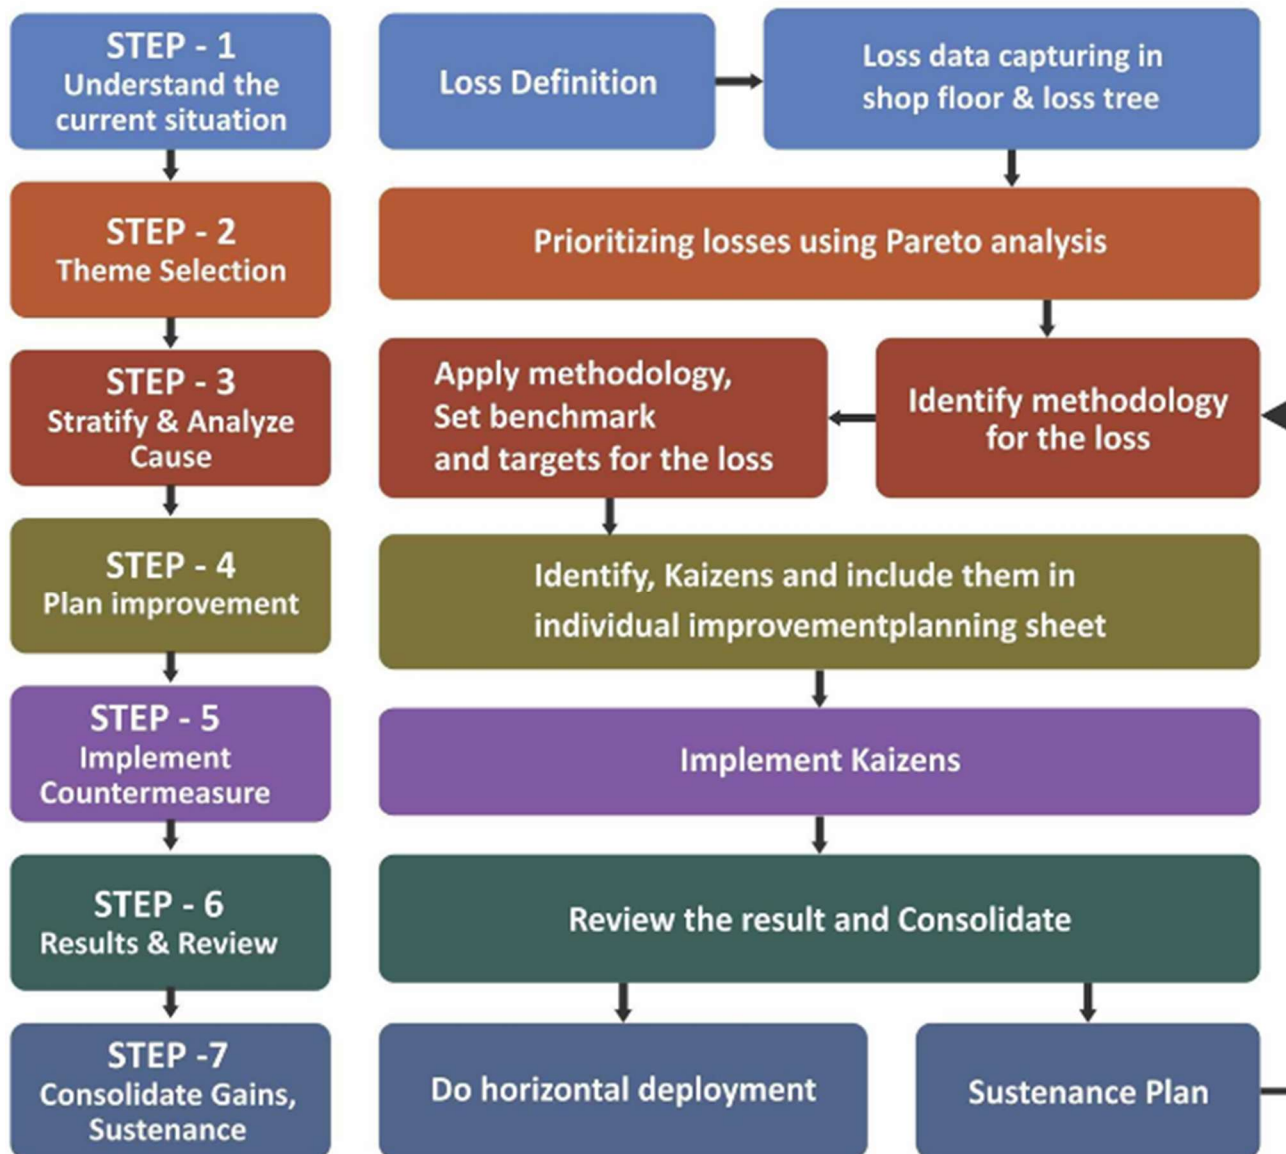 STEP - 1
Understand the
current situation
Loss Definition
Loss data capturing in
shop floor & loss tree
STEP - 2
Theme Selection
Prioritizing losses using Pareto analysis
STEP - 3
Stratify & Analyze
Cause
Apply methodology,
Set benchmark
and targets for the loss
Identify methodology
for the loss
STEP - 4
Plan improvement
Identify, Kaizens and include them in
individual improvementplanning sheet
STEP - 5
Implement
Countermeasure
Implement Kaizens
STEP - 6
Results & Review
Review the result and Consolidate
STEP -7
Consolidate Gains,
Sustenance
Do horizontal deployment
Sustenance Plan